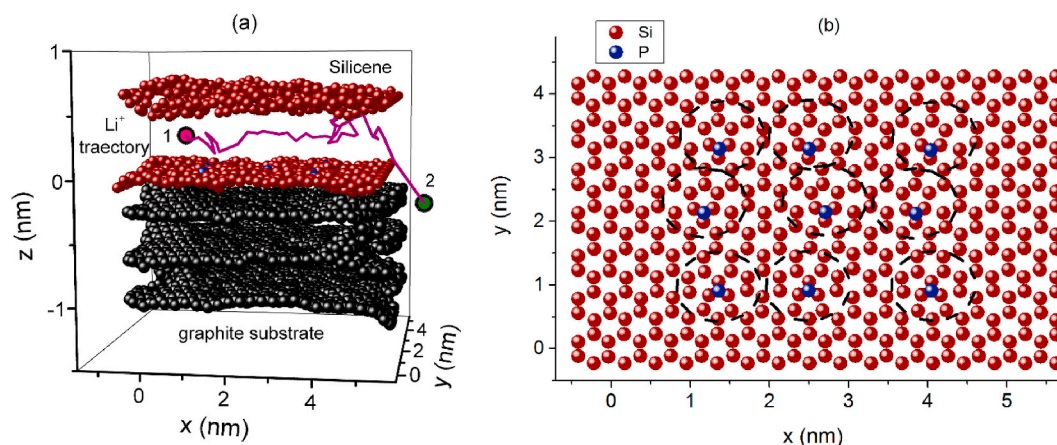 (a)
1
Silicene
Li+
traectory
1
2
0
-1
z (nm)
graphite substrate
4
2
0
y (nm)
0
2
4
x (nm)
(b)
Si
P
4
3
2
1
0
y (nm)
0
1
2
3
4
5
x (nm)